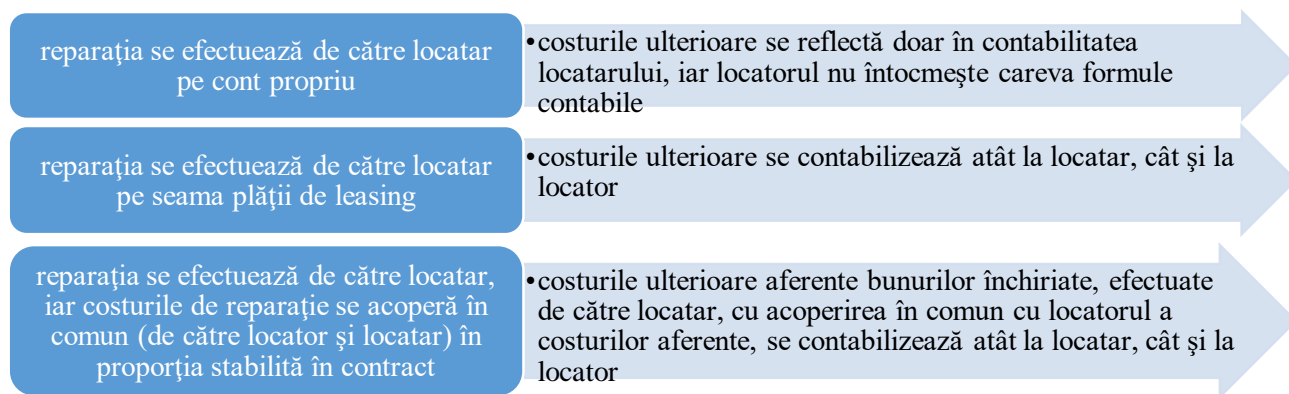 reparaţia se efectuează de către locatar
pe cont propriu
•costurile ulterioare se reflectă doar în contabilitatea
locatarului, iar locatorul nu întocmeşte careva formule
contabile
reparaţia se efectuează de către locatar
pe seama plăţii de leasing
•costurile ulterioare se contabilizează atât la locatar, cât şi la
locator
reparaţia se efectuează de către locatar,
iar costurile de reparaţie se acoperă în
comun (de către locator şi locatar) în
proporţia stabilită în contract
•costurile ulterioare aferente bunurilor închiriate, efectuate
de către locatar, cu acoperirea în comun cu locatorul a
costurilor aferente, se contabilizează atât la locatar, cât şi la
locator